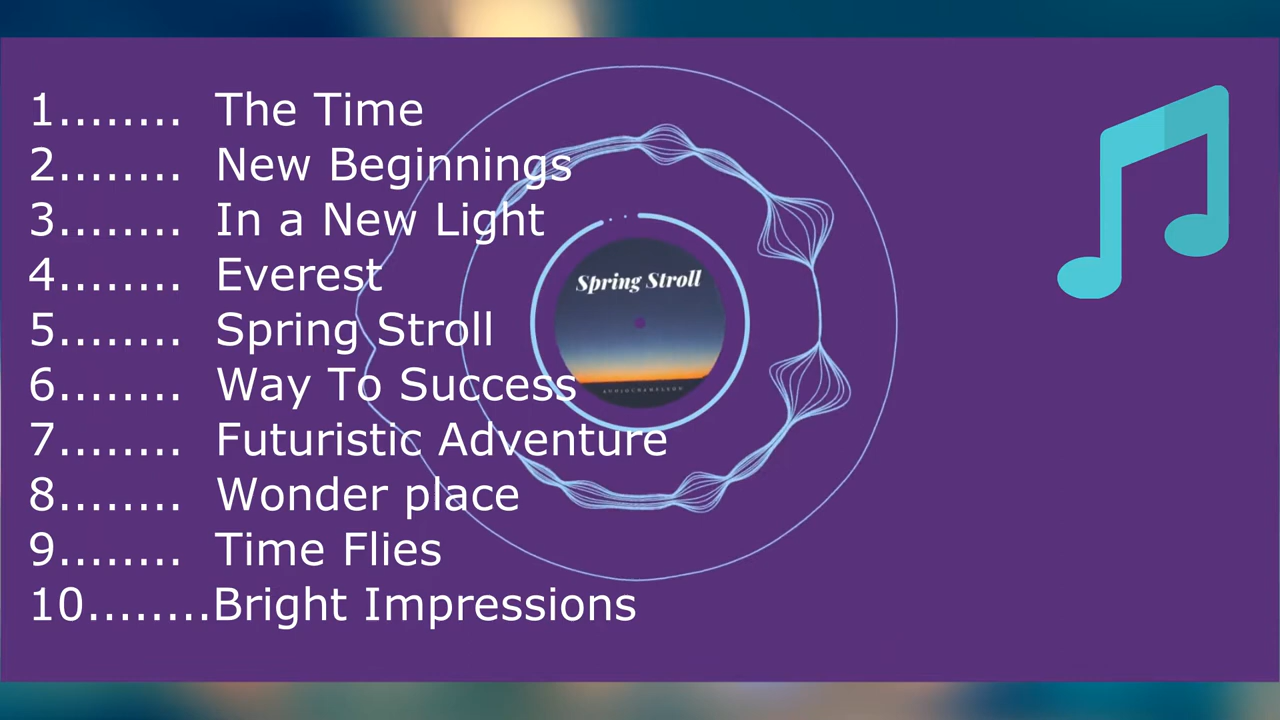 1........ The Time
2........ New Beginnings
3........ In a New Light
4........ Everest
5........ Spring Stroll
6........ Way To Success
7........ Futuristic Adventure
8........ Wonder place
9........ Time Flies
10........Bright Impressions
Spring Stroll
AUDIOCHAMELEON